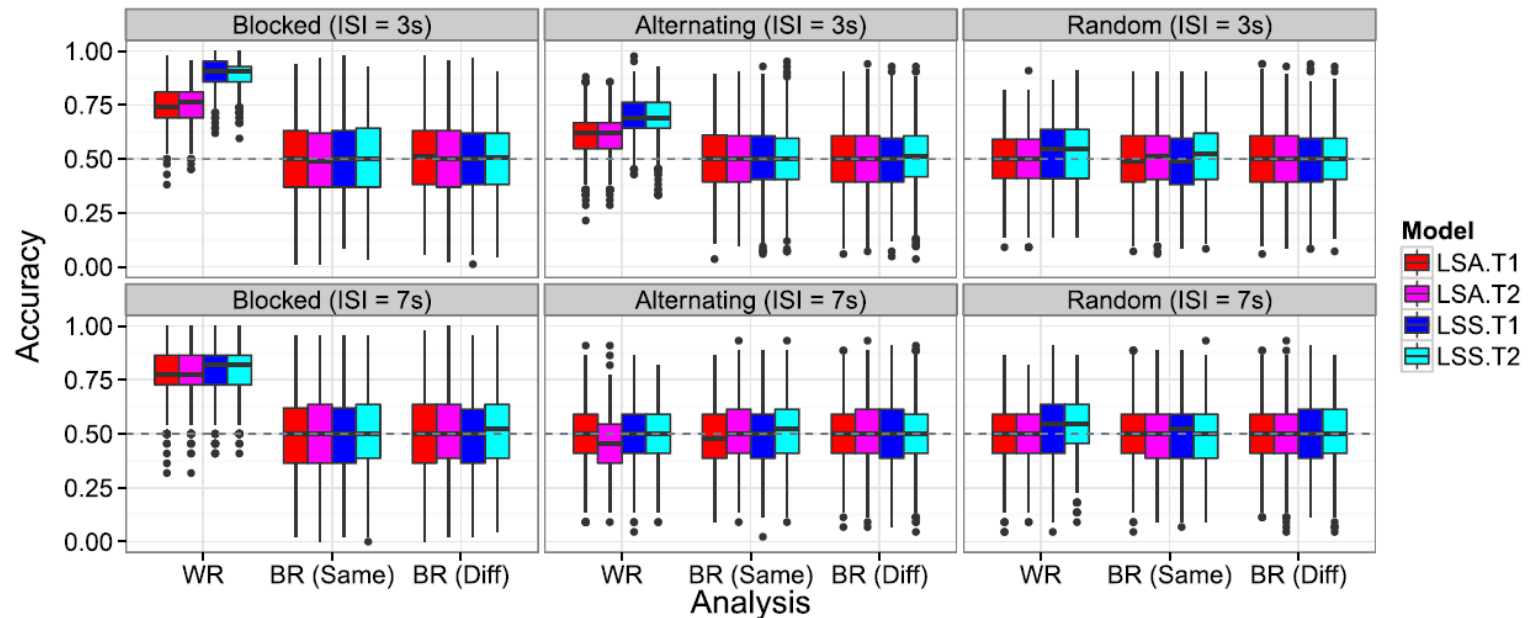 Blocked (ISI = 3s) Alternating (ISI = 3s) Random (ISI = 3s)
1.00
0.75
0.50
0.25
0.00
Blocked (ISI = 7s) Alternating (ISI = 7s) Random (ISI = 7s)
1.00
0.75
0.50
0.25
0.00
Accuracy
WR BR (Same) BR (Diff) WR BR (Same) BR (Diff) WR BR (Same) BR (Diff)
Analysis
Model
LSA.T1
LSA.T2
LSS.T1
LSS.T2